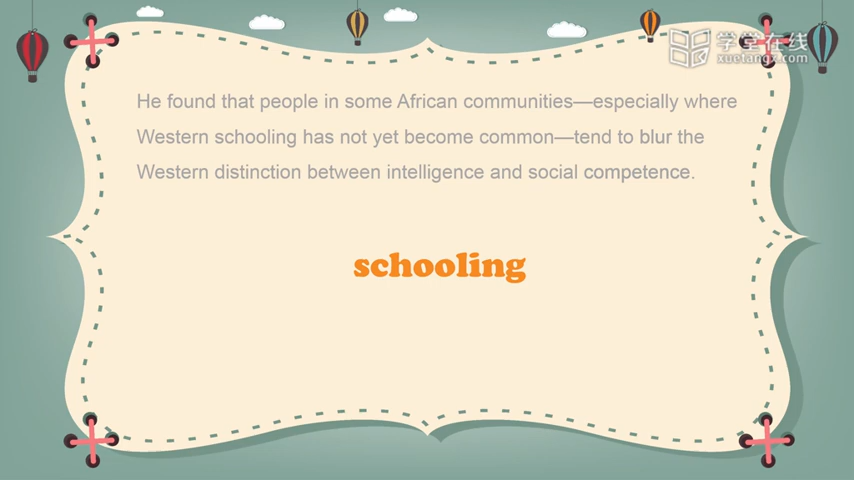 学堂在线
xuetangz.com
He found that people in some African communities—especially where
Western schooling has not yet become common—tend to blur the
Western distinction between intelligence and social competence.
schooling